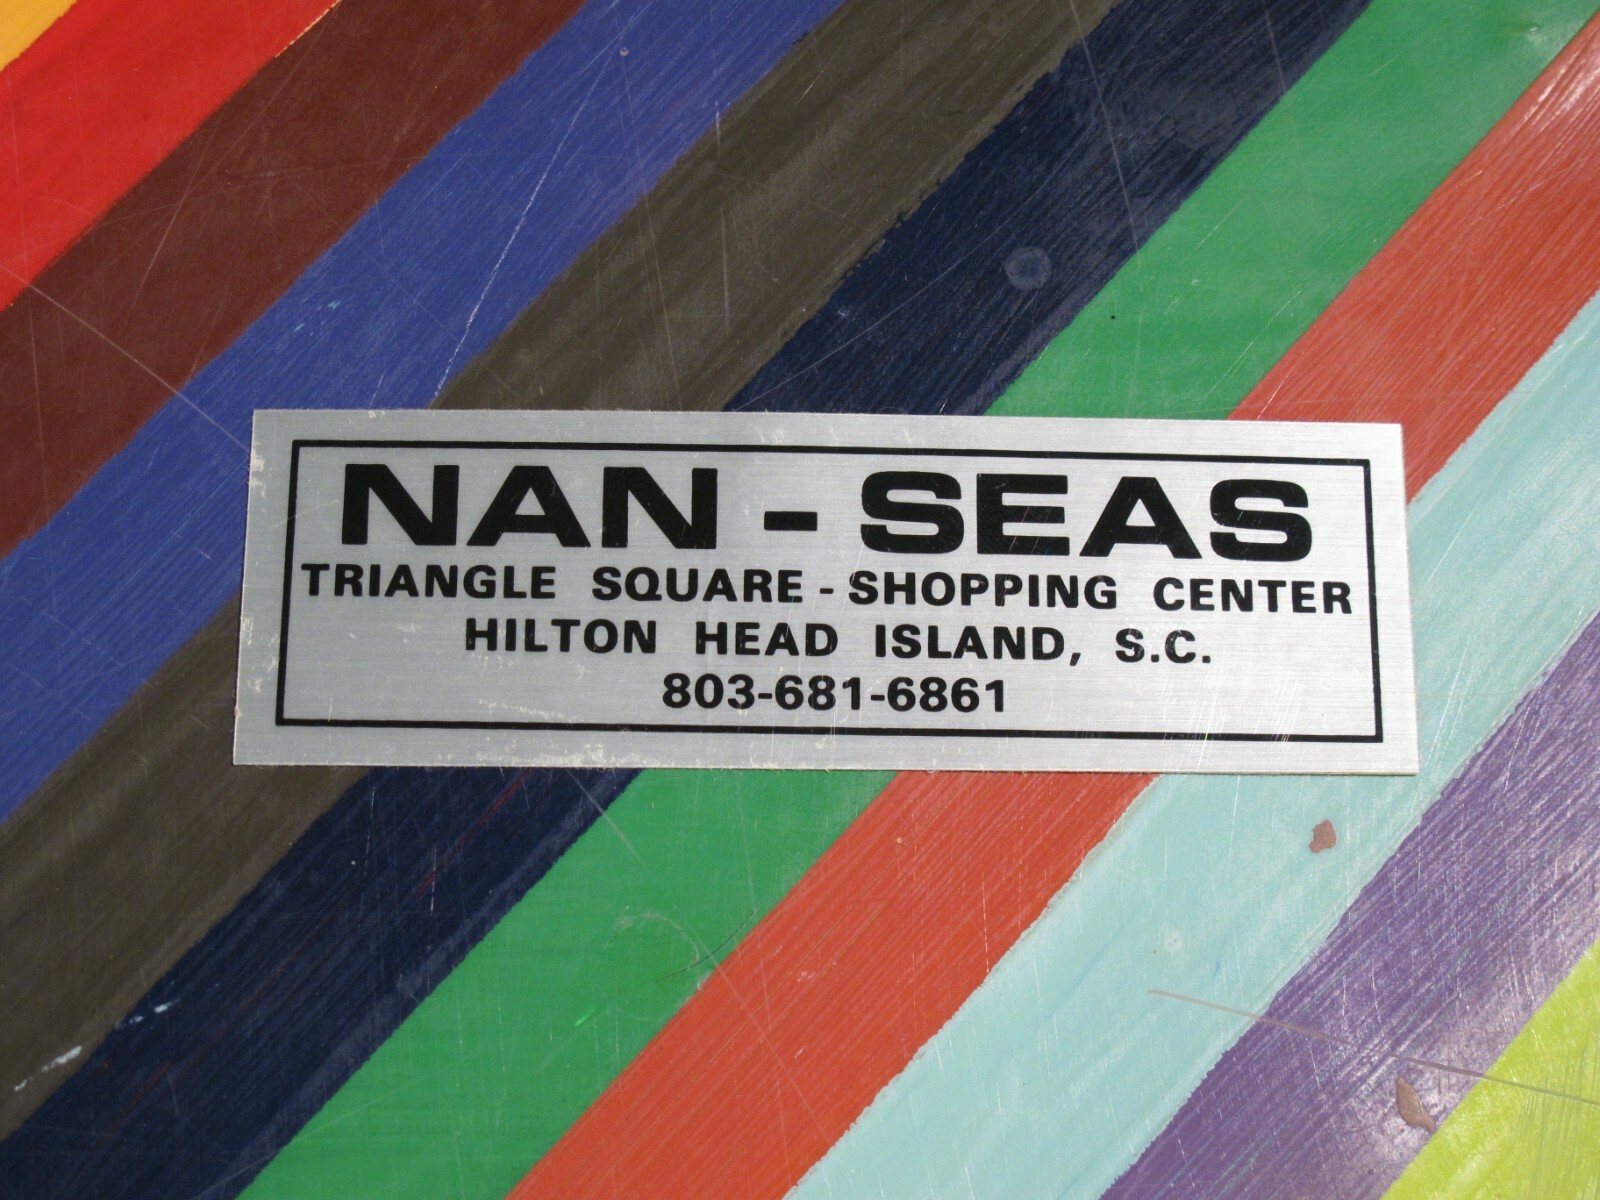 NAN - SEAS
TRIANGLE SQUARE - SHOPPING CENTER
HILTON HEAD ISLAND, S.C.
803-681-6861